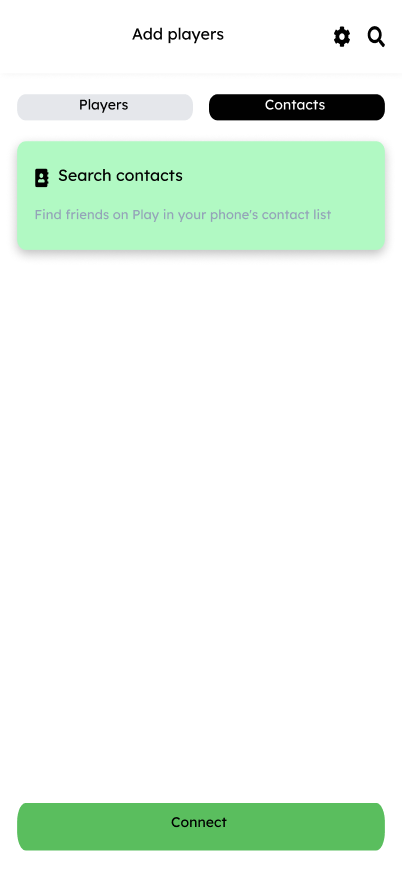 Add players
Players
Contacts
Search contacts
Find friends on Play in your phone's contact list
Connect